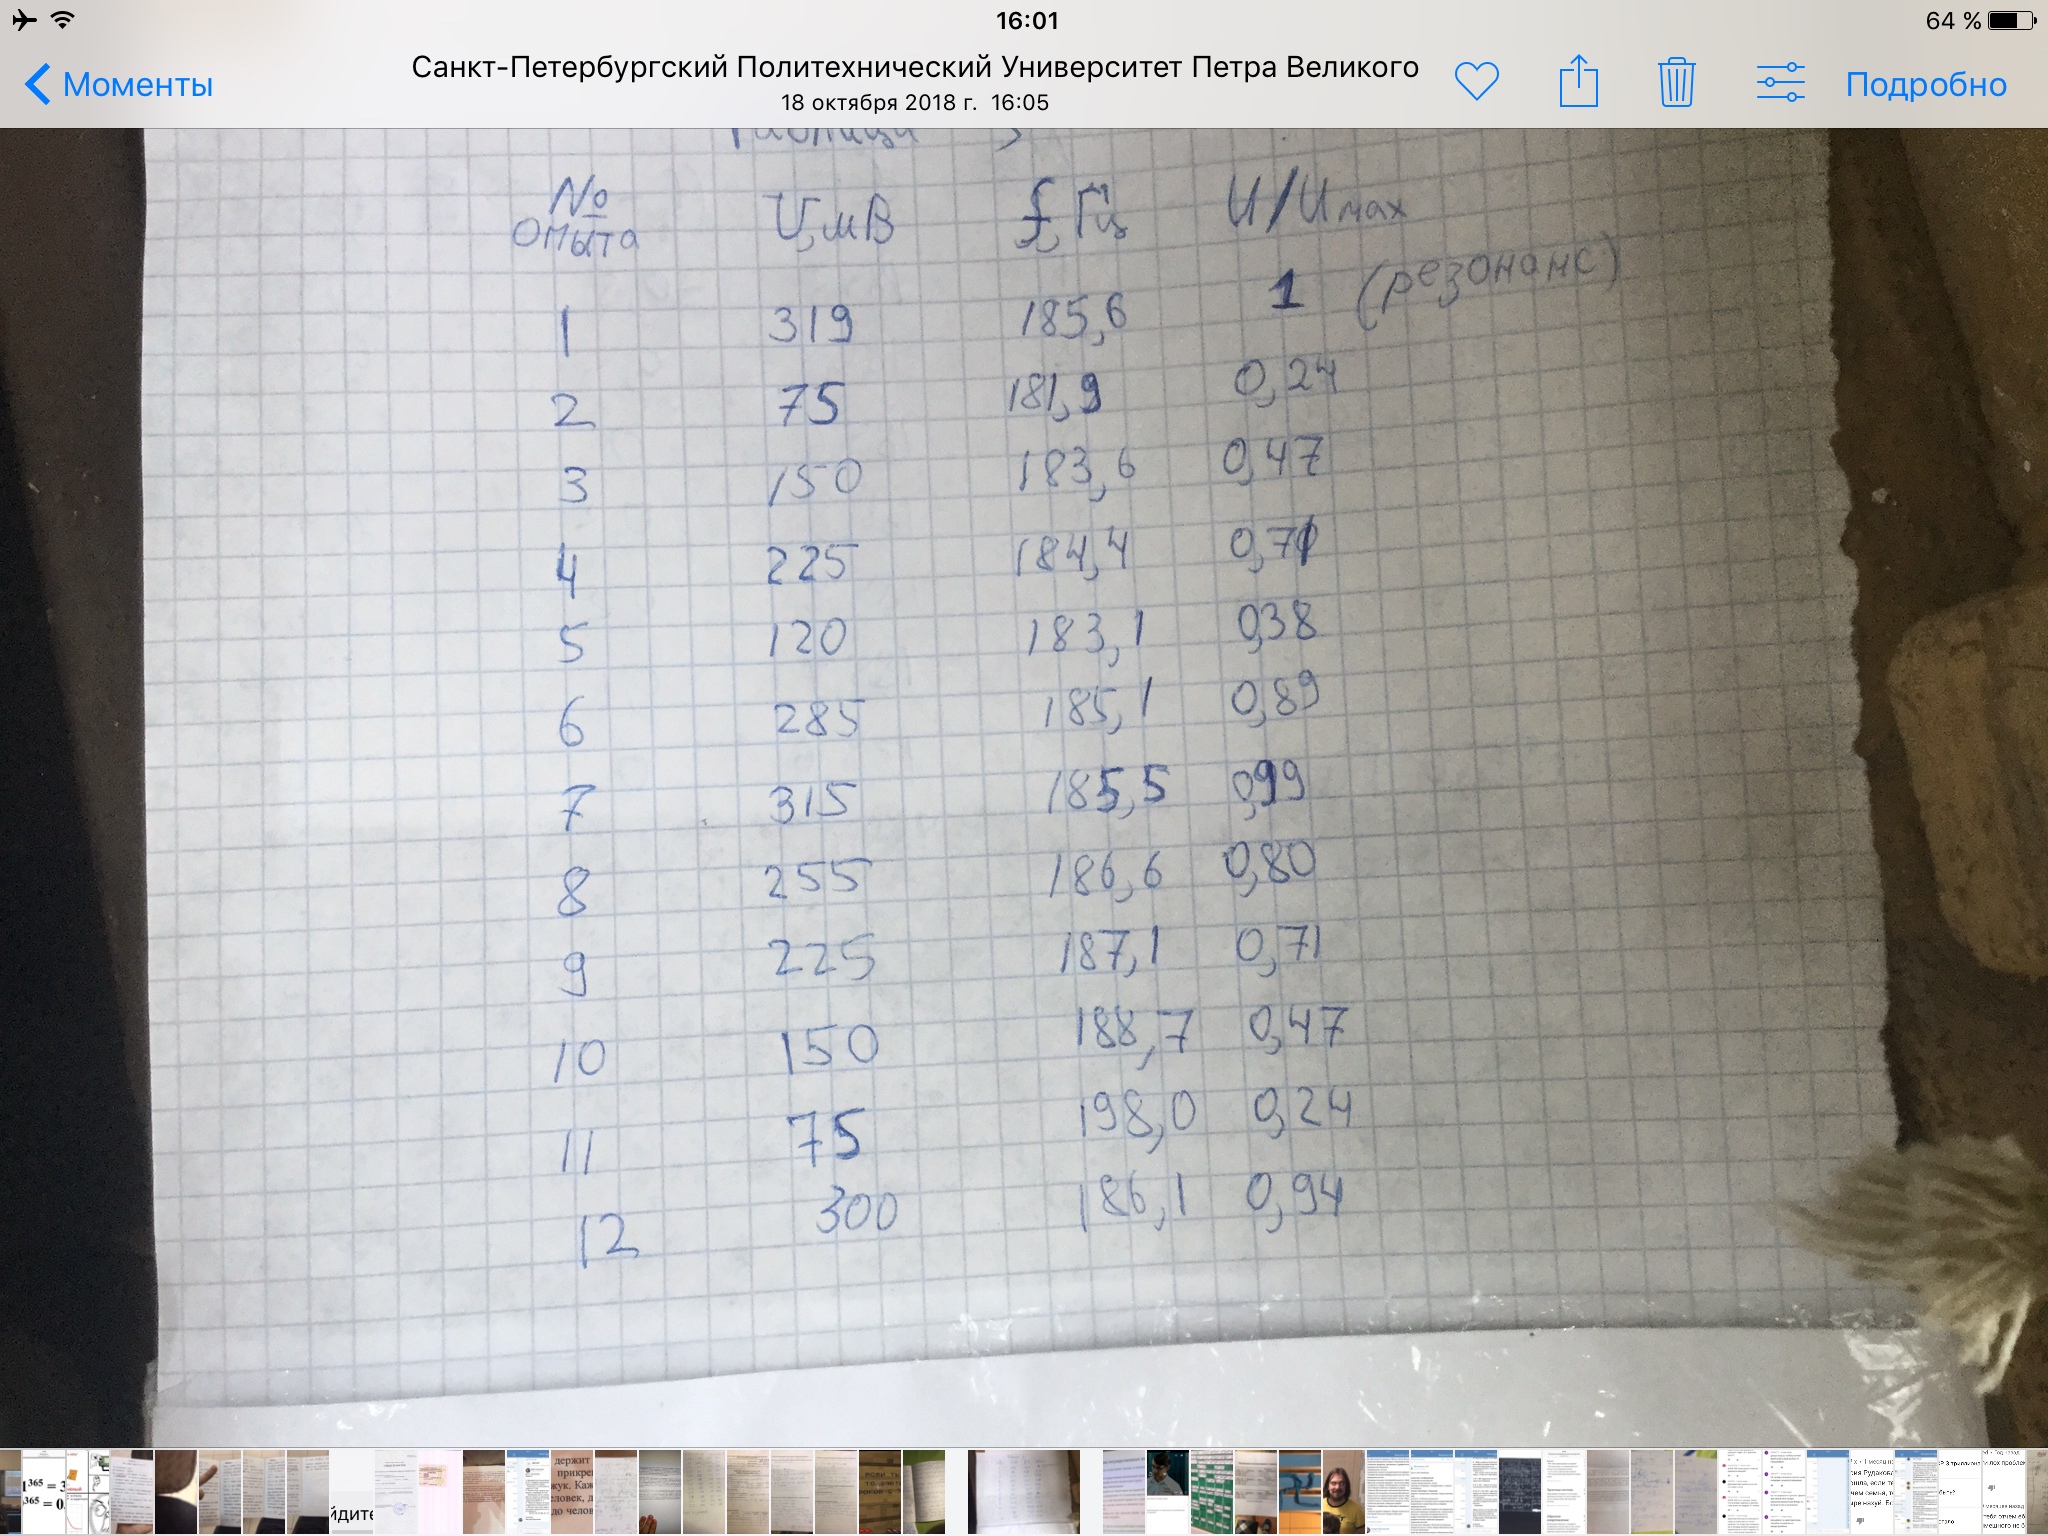 16:01
64 %
Моменты
Санкт-Петербургский Политехнический Университет Петра Великого
18 октября 2018 г. 16:05
Подробно
Таблица 3
№ опыта U,мВ f,Гц U/Umax
1 319 185,6 1 (резонанс)
2 75 181,9 0,24
3 150 183,6 0,47
4 225 184,4 0,71
5 120 183,1 0,38
6 285 185,1 0,89
7 315 185,5 0,99
8 255 186,6 0,80
9 225 187,1 0,71
10 150 188,7 0,47
11 75 198,0 0,24
12 300 186,1 0,94